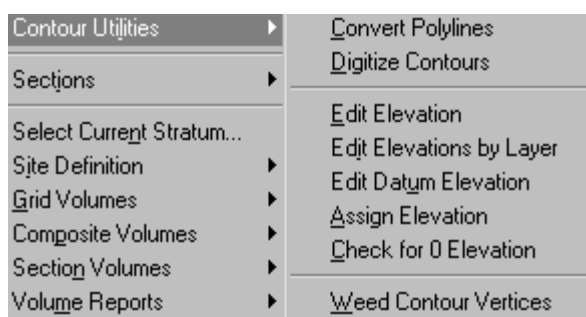 Contour Utilities
Sections
Select Current Stratum...
Site Definition
Grid Volumes
Composite Volumes
Section Volumes
Volume Reports
Convert Polylines
Digitize Contours
Edit Elevation
Edit Elevations by Layer
Edit Datum Elevation
Assign Elevation
Check for 0 Elevation
Weed Contour Vertices